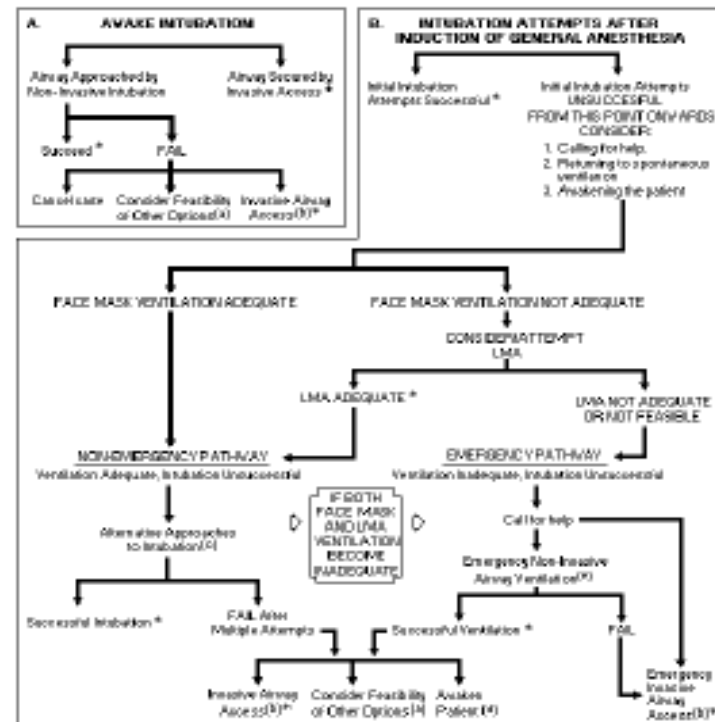 A. AWAKE INTUBATION
Airway Approached by
Non-Invasive Intubation
Airway Secured by
Invasive Access*
Succeed*
FAIL
Cancel case
Consider Feasibility
of Other Options(a)
Invasive Airway
Access(b)*
B. INTUBATION ATTEMPTS AFTER
INDUCTION OF GENERAL ANESTHESIA
Initial Intubation
Attempts Successful*
Initial Intubation Attempts
UNSUCCESSFUL
FROM THIS POINT ONWARDS
CONSIDER:
1. Calling for help.
2. Returning to spontaneous
ventilation
3. Awakening the patient
FACE MASK VENTILATION ADEQUATE
FACE MASK VENTILATION NOT ADEQUATE
CONSIDER/ATTEMPT
LMA
LMA ADEQUATE*
LMA NOT ADEQUATE
OR NOT FEASIBLE
NON-EMERGENCY PATHWAY
Ventilation Adequate, Intubation Unsuccessful
EMERGENCY PATHWAY
Ventilation Inadequate, Intubation Unsuccessful
IF BOTH
FACE MASK
AND LMA
VENTILATION
BECOME
INADEQUATE
Alternative Approaches
to Intubation(c)
Call for help
Emergency Non-Invasive
Airway Ventilation(e)
Successful Intubation*
FAIL After
Multiple Attempts
Successful Ventilation*
FAIL
Invasive Airway
Access(b)*
Consider Feasibility
of Other Options(a)
Awaken
Patient(d)
Emergency
Invasive
Airway
Access(b)*